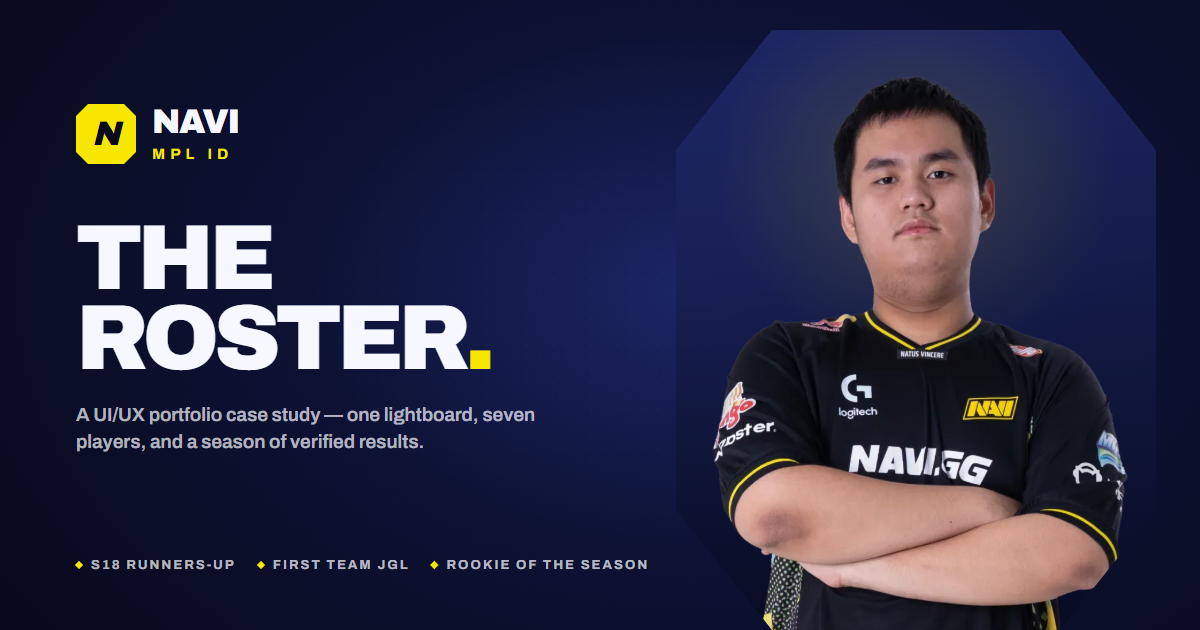 N
NAVI
MPL ID
THE
ROSTER.
A UI/UX portfolio case study — one lightboard, seven
players, and a season of verified results.
S18 RUNNERS-UP
FIRST TEAM JGL
ROOKIE OF THE SEASON
NATUS VINCERE
logitech
NAVI
NAVI.GG